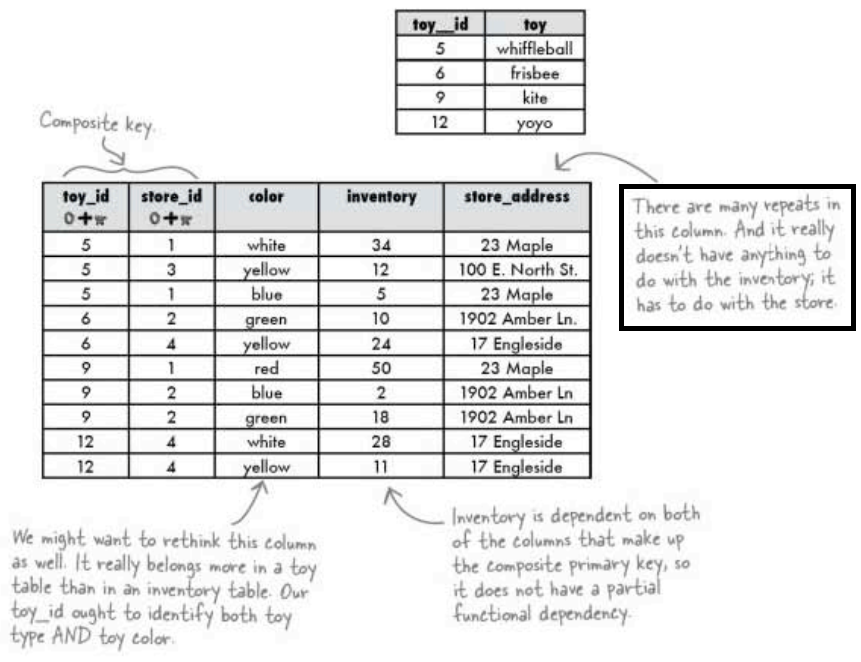 toy_id toy
5 whiffleball
6 frisbee
9 kite
12 yoyo
Composite key.
toy_id store_id color inventory store_address
5 1 white 34 23 Maple
5 3 yellow 12 100 E. North St.
5 1 blue 5 23 Maple
6 2 green 10 1902 Amber Ln.
6 4 yellow 24 17 Engleside
9 1 red 50 23 Maple
9 2 blue 2 1902 Amber Ln
9 2 green 18 1902 Amber Ln
12 4 white 28 17 Engleside
12 4 yellow 11 17 Engleside
There are many repeats in
this column. And it really
doesn't have anything to
do with the inventory; it
has to do with the store.
We might want to rethink this column
as well. It really belongs more in a toy
table than in an inventory table. Our
toy_id ought to identify both toy
type AND toy color.
Inventory is dependent on both
of the columns that make up
the composite primary key, so
it does not have a partial
functional dependency.